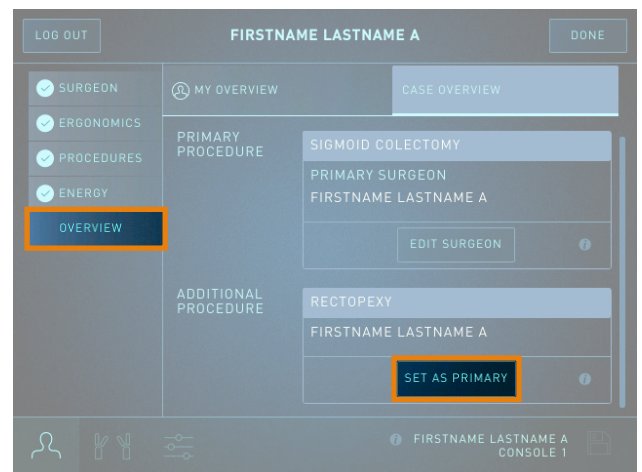 LOG OUT
FIRSTNAME LASTNAME A
DONE
SURGEON
ERGONOMICS
PROCEDURES
ENERGY
OVERVIEW
MY OVERVIEW
CASE OVERVIEW
PRIMARY
PROCEDURE
SIGMOID COLECTOMY
PRIMARY SURGEON
FIRSTNAME LASTNAME A
EDIT SURGEON
ADDITIONAL
PROCEDURE
RECTOPEXY
FIRSTNAME LASTNAME A
SET AS PRIMARY
FIRSTNAME LASTNAME A
CONSOLE 1